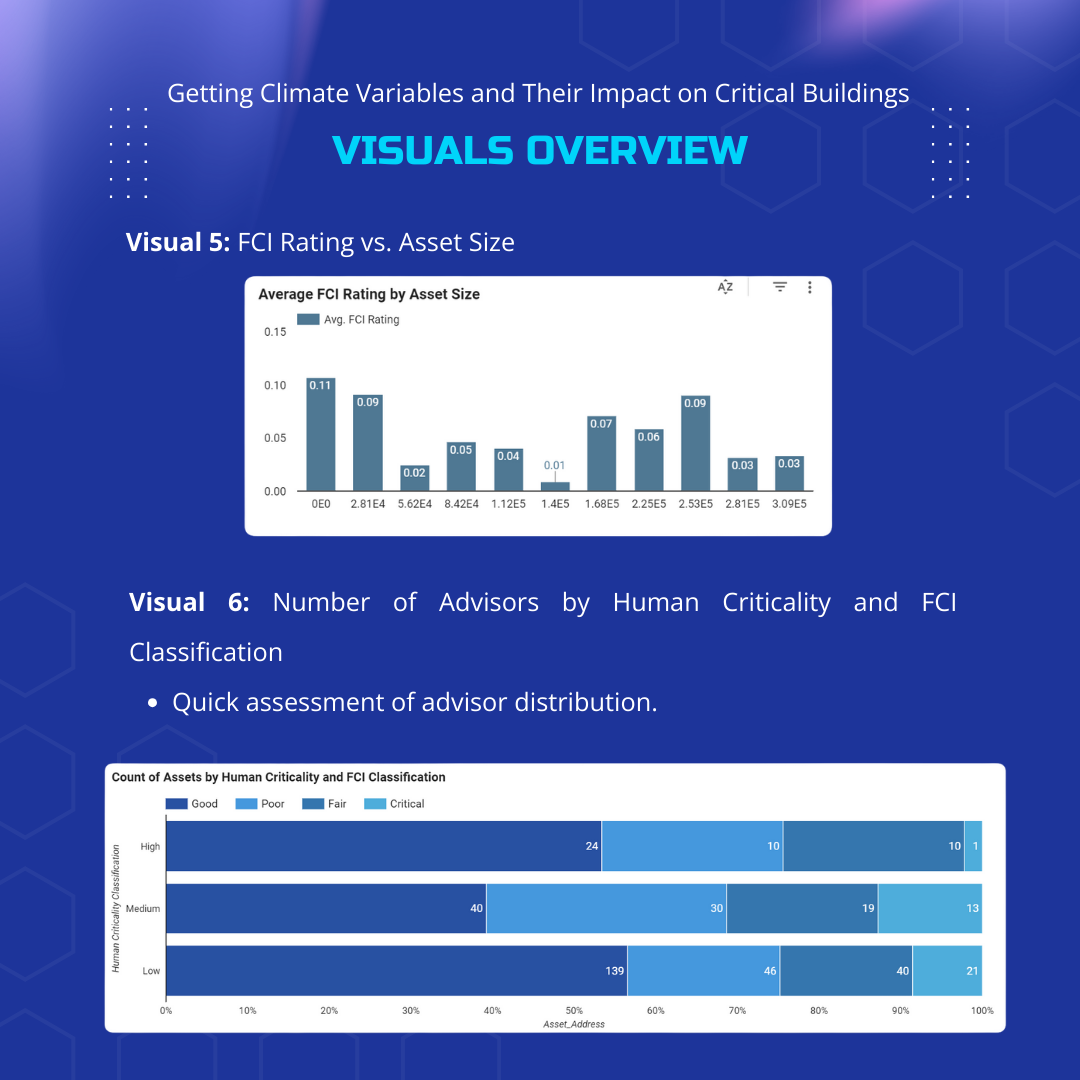 Getting Climate Variables and Their Impact on Critical Buildings
VISUALS OVERVIEW
Visual 5: FCI Rating vs. Asset Size
Average FCI Rating by Asset Size
AZ
Avg. FCI Rating
0.15
0.10
0.05
0.00
0.11
0.09
0.02
0.05
0.04
0.01
0.07
0.06
0.09
0.03
0.03
0E0 2.81E4 5.62E4 8.42E4 1.12E5 1.4E5 1.68E5 2.25E5 2.53E5 2.81E5 3.09E5
Visual 6: Number of Advisors by Human Criticality and FCI
Classification
• Quick assessment of advisor distribution.
Count of Assets by Human Criticality and FCI Classification
Good Poor Fair Critical
Human Criticality Classification
High 24 10 10 1
Medium 40 30 19 13
Low 139 46 40 21
0% 10% 20% 30% 40% 50% 60% 70% 80% 90% 100%
Asset_Address